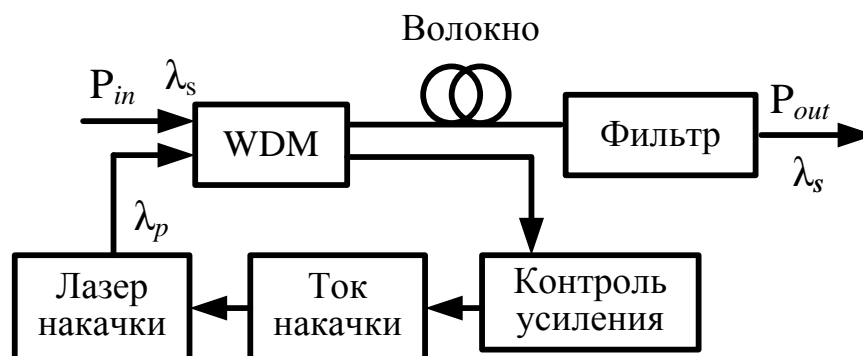 Волокно
P_in λ_s
WDM
Фильтр
P_out
λ_s
λ_p
Лазер
накачки
Ток
накачки
Контроль
усиления